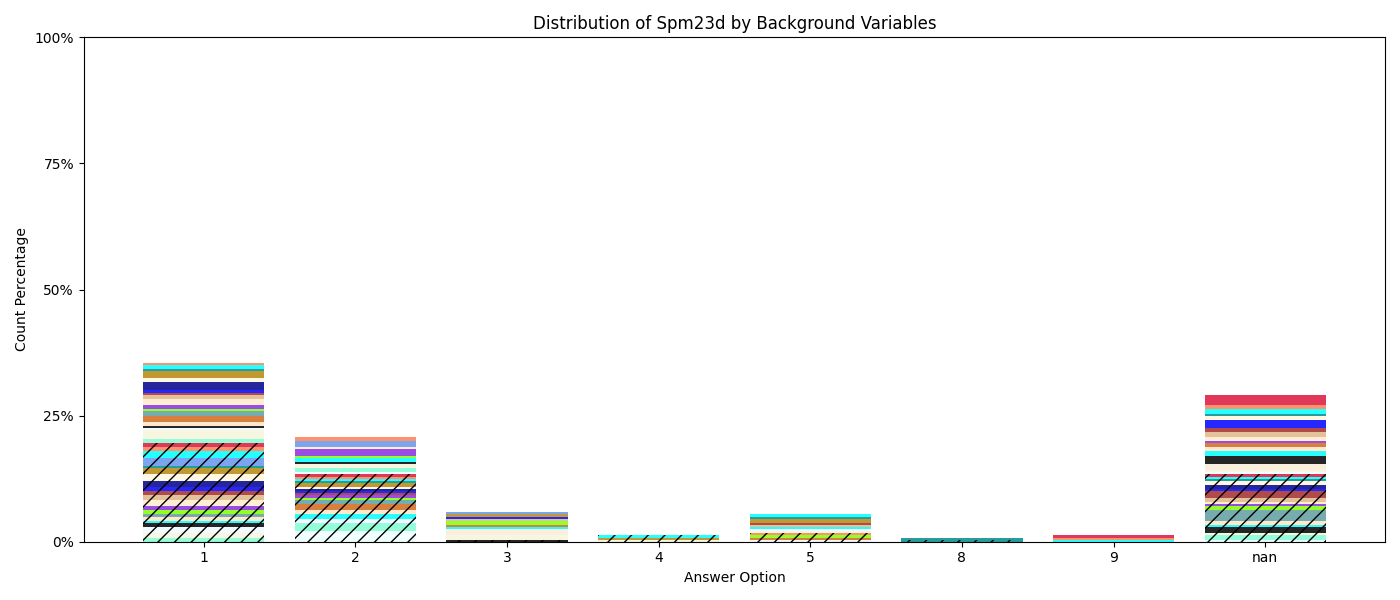 Distribution of Spm23d by Background Variables
100%
75%
50%
25%
0%
Count Percentage
1 2 3 4 5 8 9 nan
Answer Option